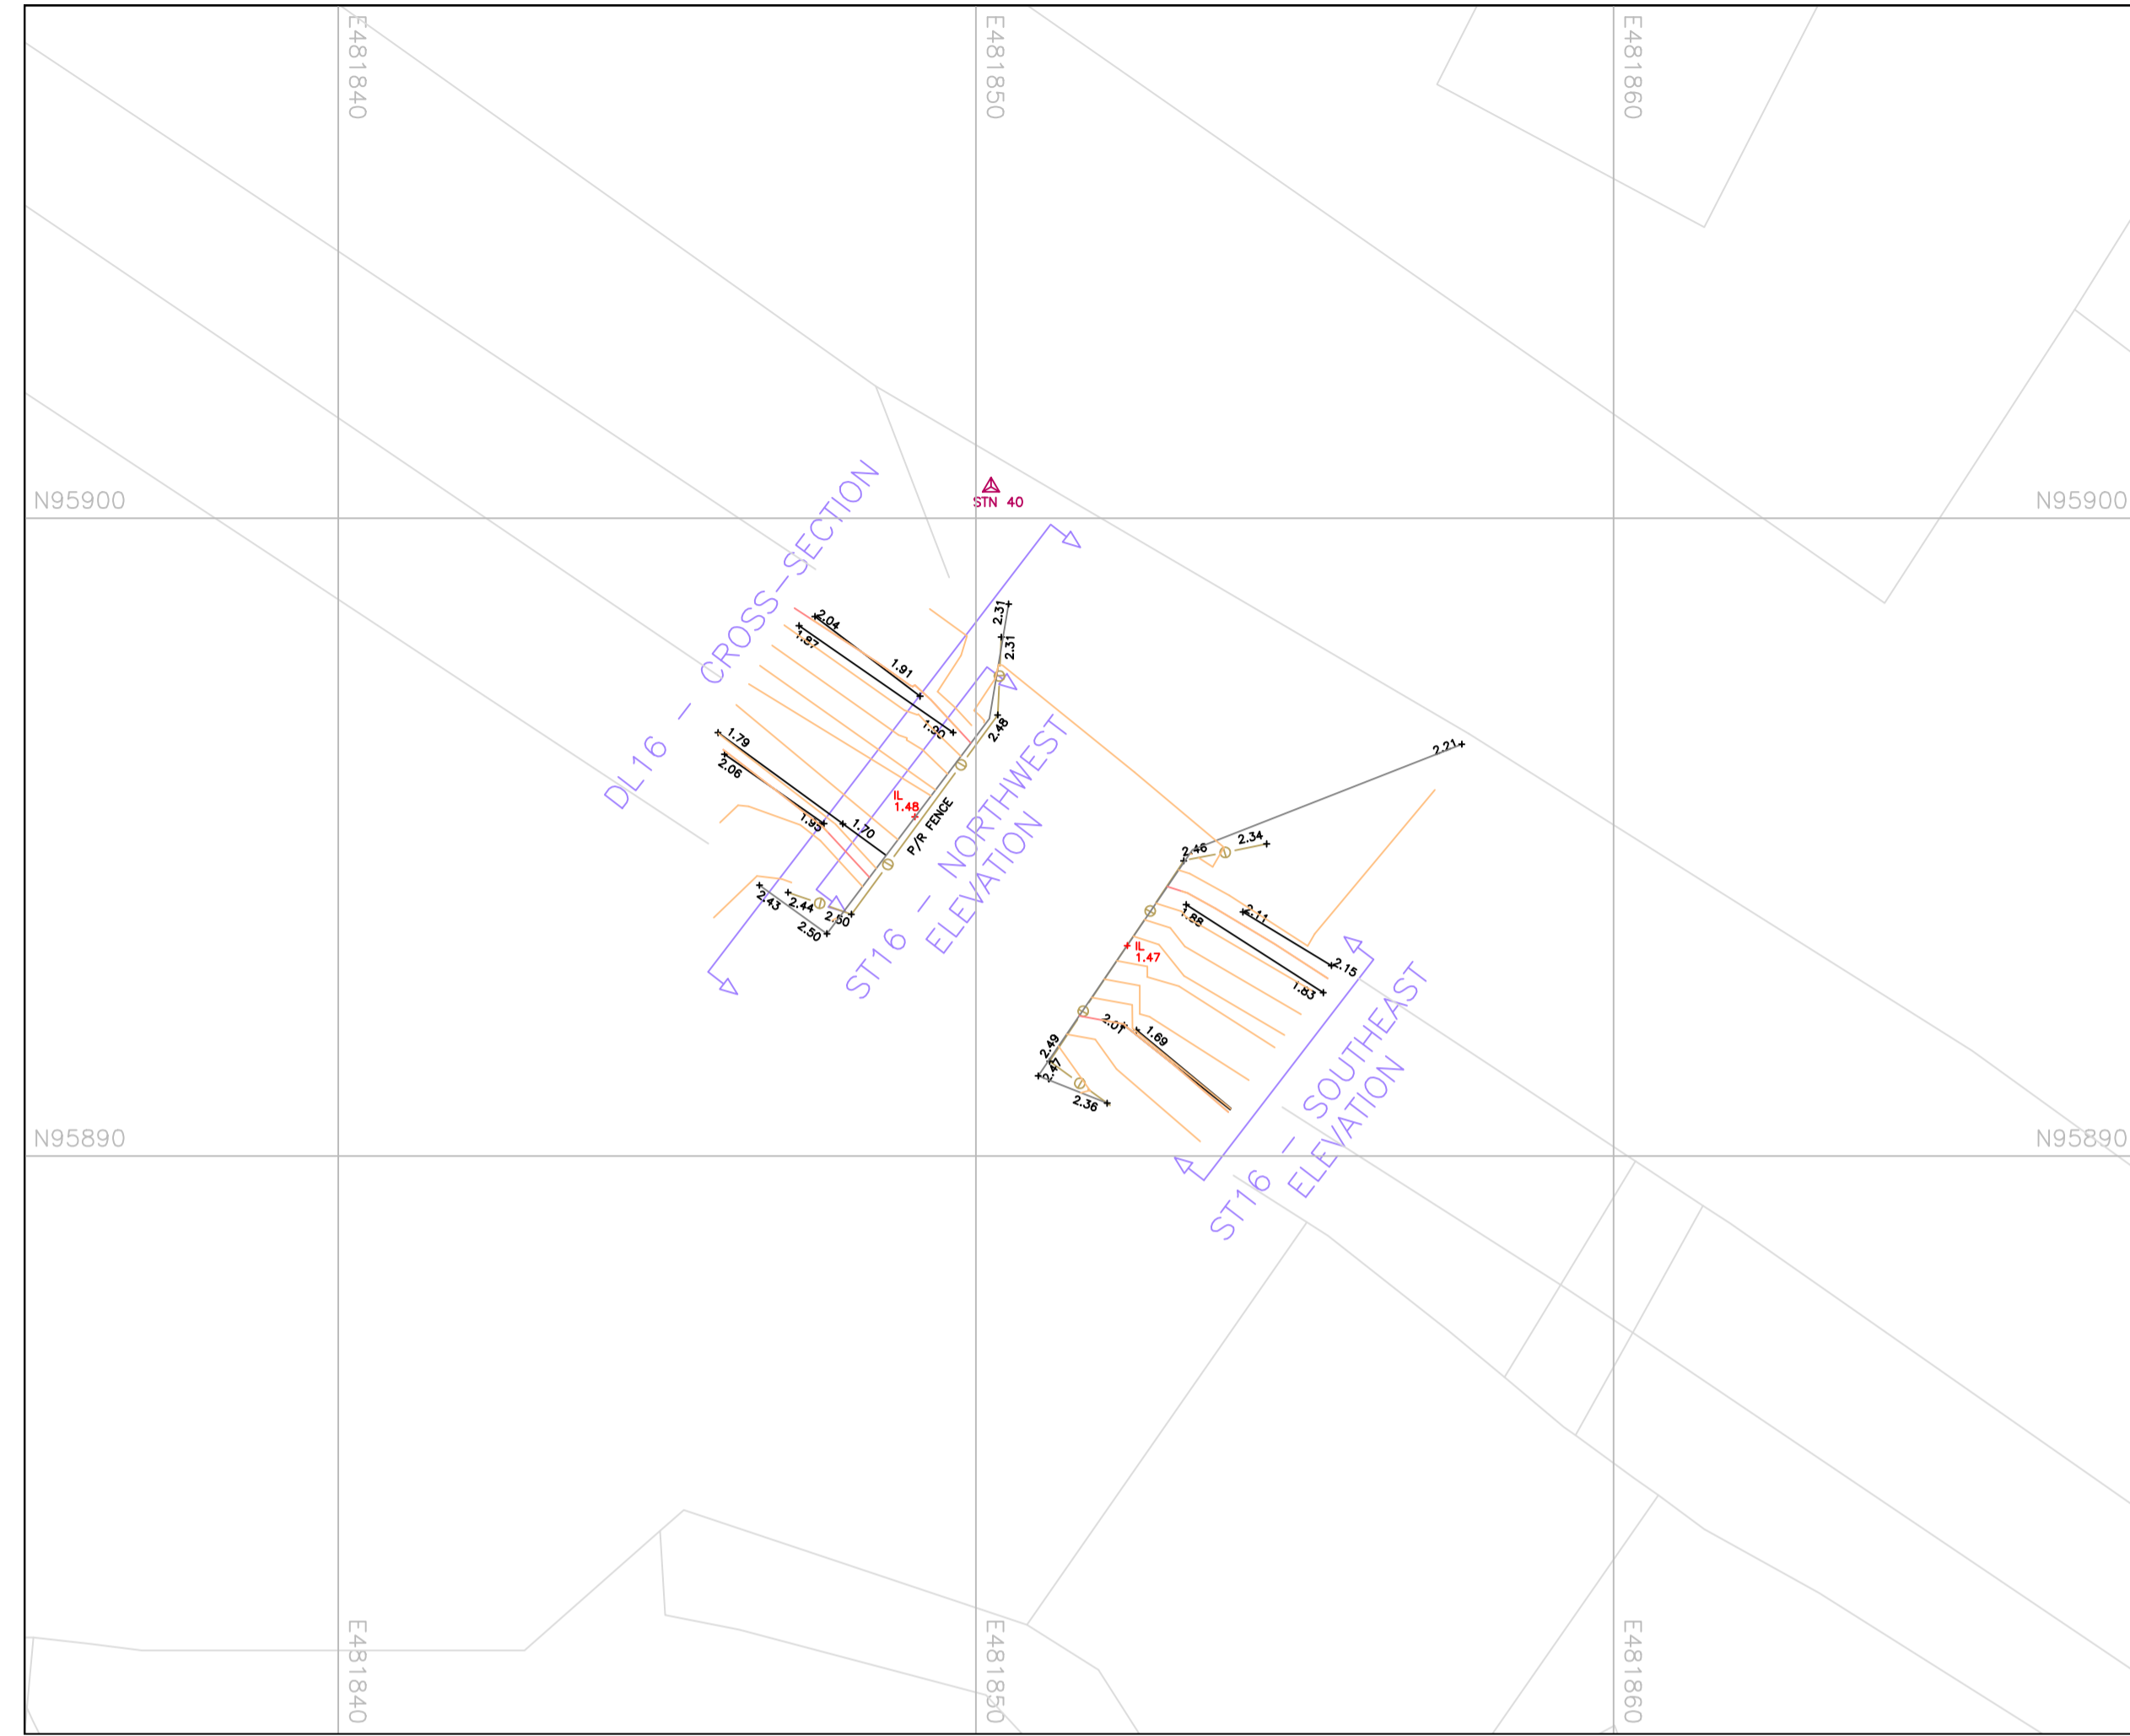 E481840
E481850
E481860
N95900
N95900
STN 40
DL16 - CROSS-SECTION
2.04
1.87
1.91
1.90
2.31
2.31
2.48
1.79
2.06
1.95
1.70
IL
1.48
P/R FENCE
2.43
2.44
2.50
2.50
ST16 - NORTHWEST
ELEVATION
2.21
2.46
2.34
1.88
2.11
2.15
1.83
IL
1.47
2.01
1.69
2.49
2.47
2.36
ST16 - SOUTHEAST
ELEVATION
N95890
N95890
E481840
E481850
E481860